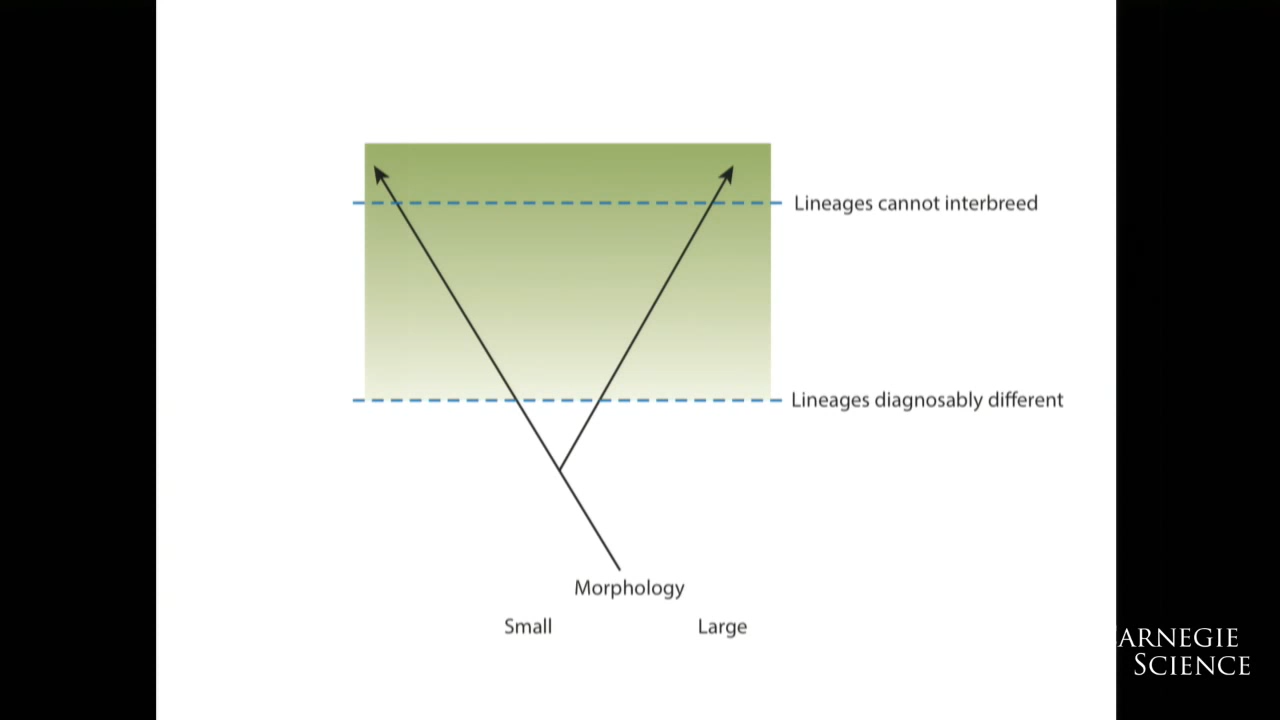 Lineages cannot interbreed
Lineages diagnosably different
Morphology
Small Large
ARNEGIE
SCIENCE